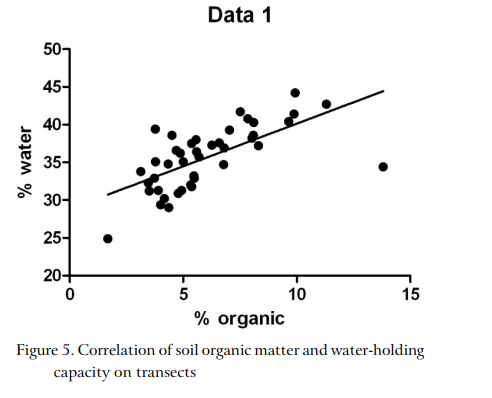 Data 1
50
45
40
35
30
25
20
% water
0 5 10 15
% organic
Figure 5. Correlation of soil organic matter and water-holding
capacity on transects